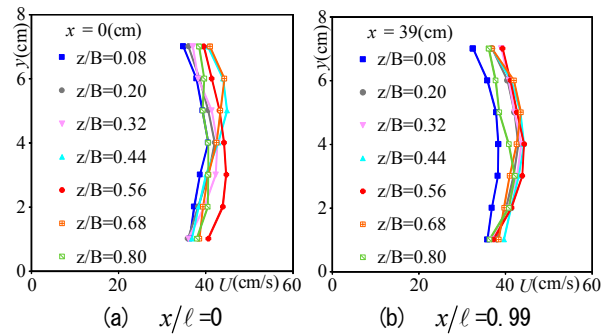 x = 0(cm)
y(cm)
8
6
4
2
0
z/B=0.08
z/B=0.20
z/B=0.32
z/B=0.44
z/B=0.56
z/B=0.68
z/B=0.80
0 20 40 U(cm/s) 60
(a) x/ℓ=0
x = 39(cm)
y(cm)
8
6
4
2
0
z/B=0.08
z/B=0.20
z/B=0.32
z/B=0.44
z/B=0.56
z/B=0.68
z/B=0.80
0 20 40 U(cm/s) 60
(b) x/ℓ=0.99